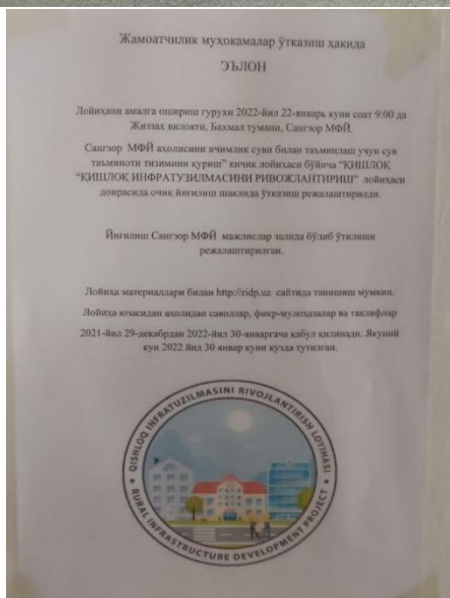 Жамоатчилик муҳокамалар ўтказиш ҳақида
ЭЪЛОН
Лойиҳани амалга ошириш гуруҳи 2022-йил 22-январь куни соат 9:00 да
Жиззах вилояти, Бахмал тумани, Сангзор МФЙ.
Сангзор МФЙ аҳолисини ичимлик суви билан таъминлаш учун сув
таъминоти тизимини қуриш” кичик лойиҳаси бўйича “ҚИШЛОҚ
“ҚИШЛОҚ ИНФРАТУЗИЛМАСИНИ РИВОЖЛАНТИРИШ” лойиҳаси
доирасида очиқ йиғилиш шаклида ўтказиш режалаштирилди.
Йиғилиш Сангзор МФЙ мажлислар залида бўлиб ўтилиши
режалаштирилган.
Лойиҳа материаллари билан http://ridp.uz сайтида танишиш мумкин.
Лойиҳа юзасидан аҳолидан саволлар, фикр-мулоҳазалар ва таклифлар
2021-йил 29-декабрдан 2022-йил 30-январгача қабул қилинади. Якуний
кун 2022 йил 30 январ куни кузда тутилган.
QISHLOQ INFRATUZILMASINI RIVOJLANTIRISH LOYIHASI
RURAL INFRASTRUCTURE DEVELOPMENT PROJECT